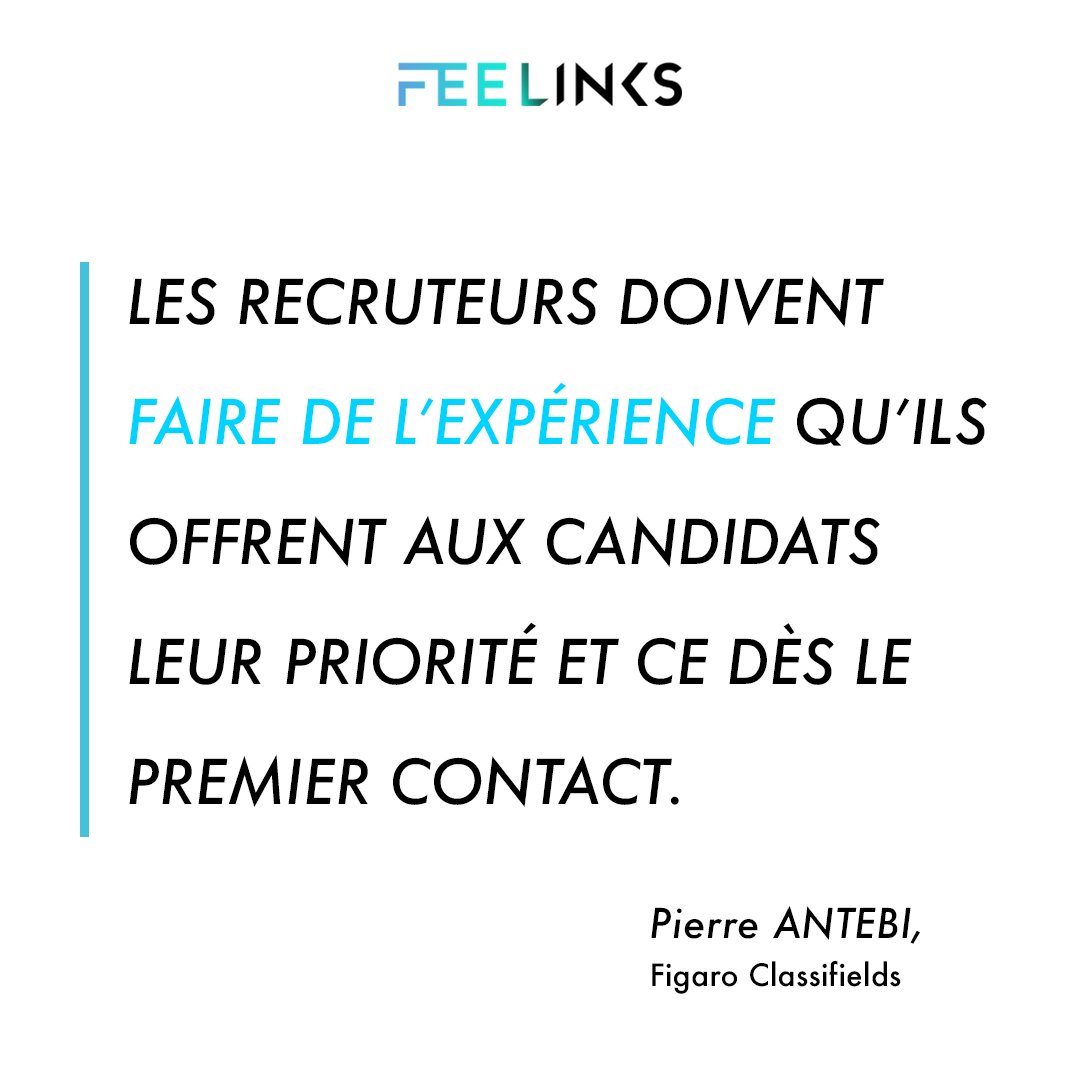 FEELINKS
LES RECRUTEURS DOIVENT
FAIRE DE L’EXPÉRIENCE QU’ILS
OFFRENT AUX CANDIDATS
LEUR PRIORITÉ ET CE DÈS LE
PREMIER CONTACT.
Pierre ANTEBI,
Figaro Classifields